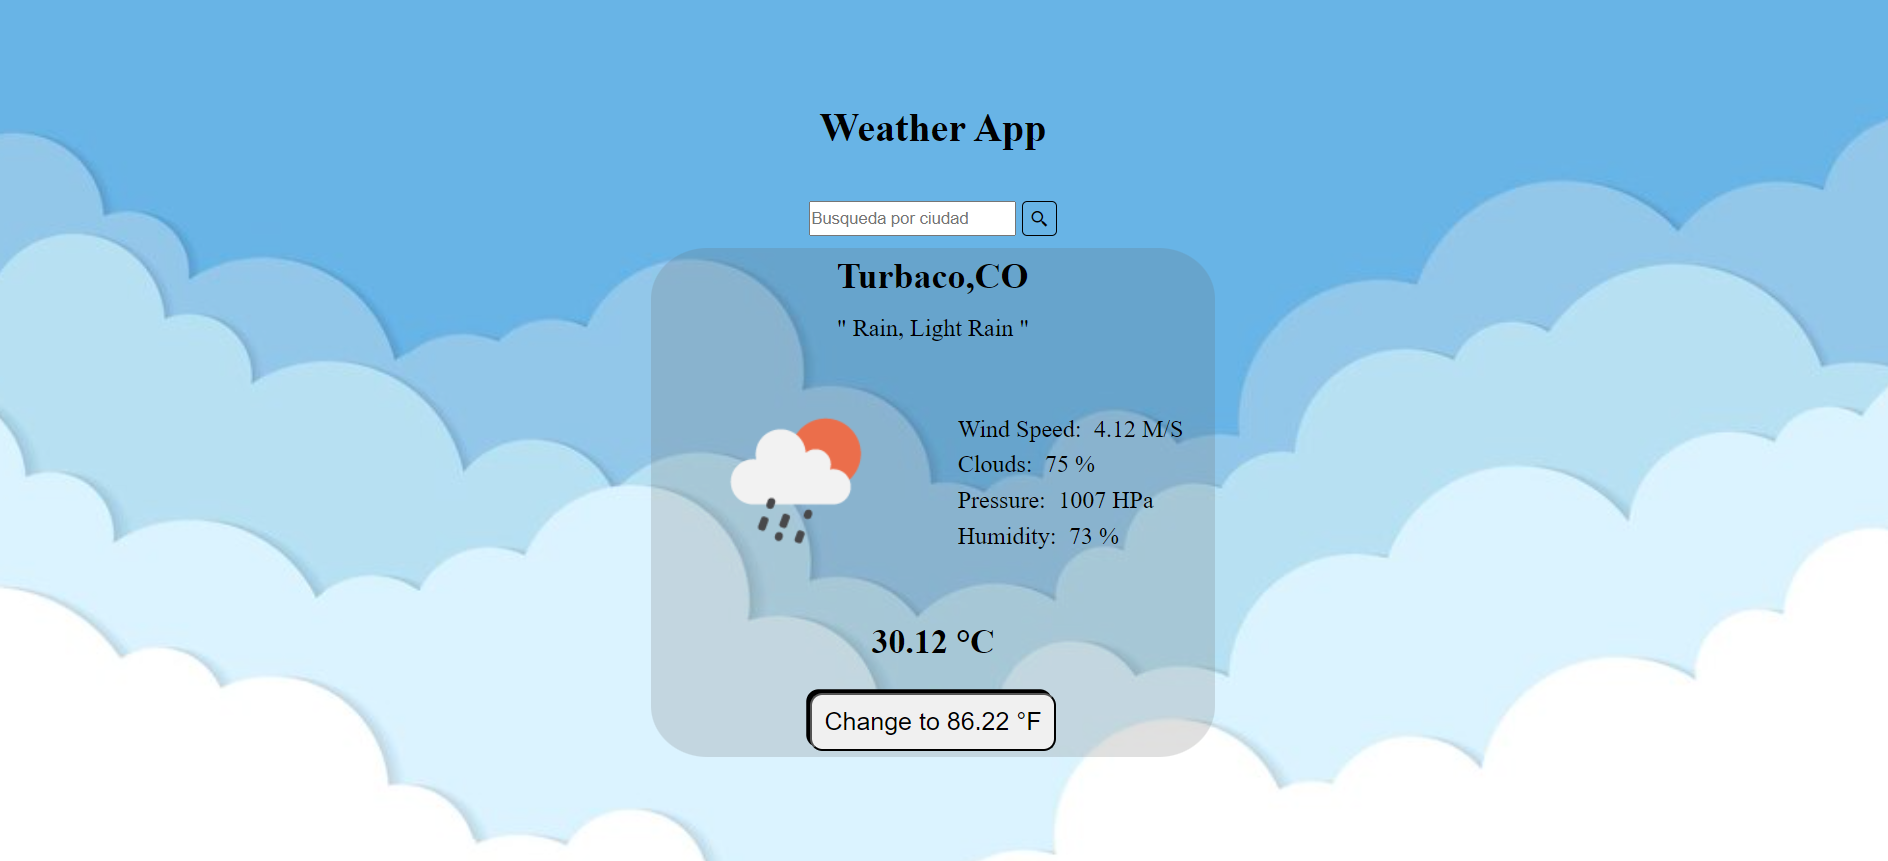 Weather App
Busqueda por ciudad
Turbaco,CO
" Rain, Light Rain "
Wind Speed: 4.12 M/S
Clouds: 75 %
Pressure: 1007 HPa
Humidity: 73 %
30.12 °C
Change to 86.22 °F